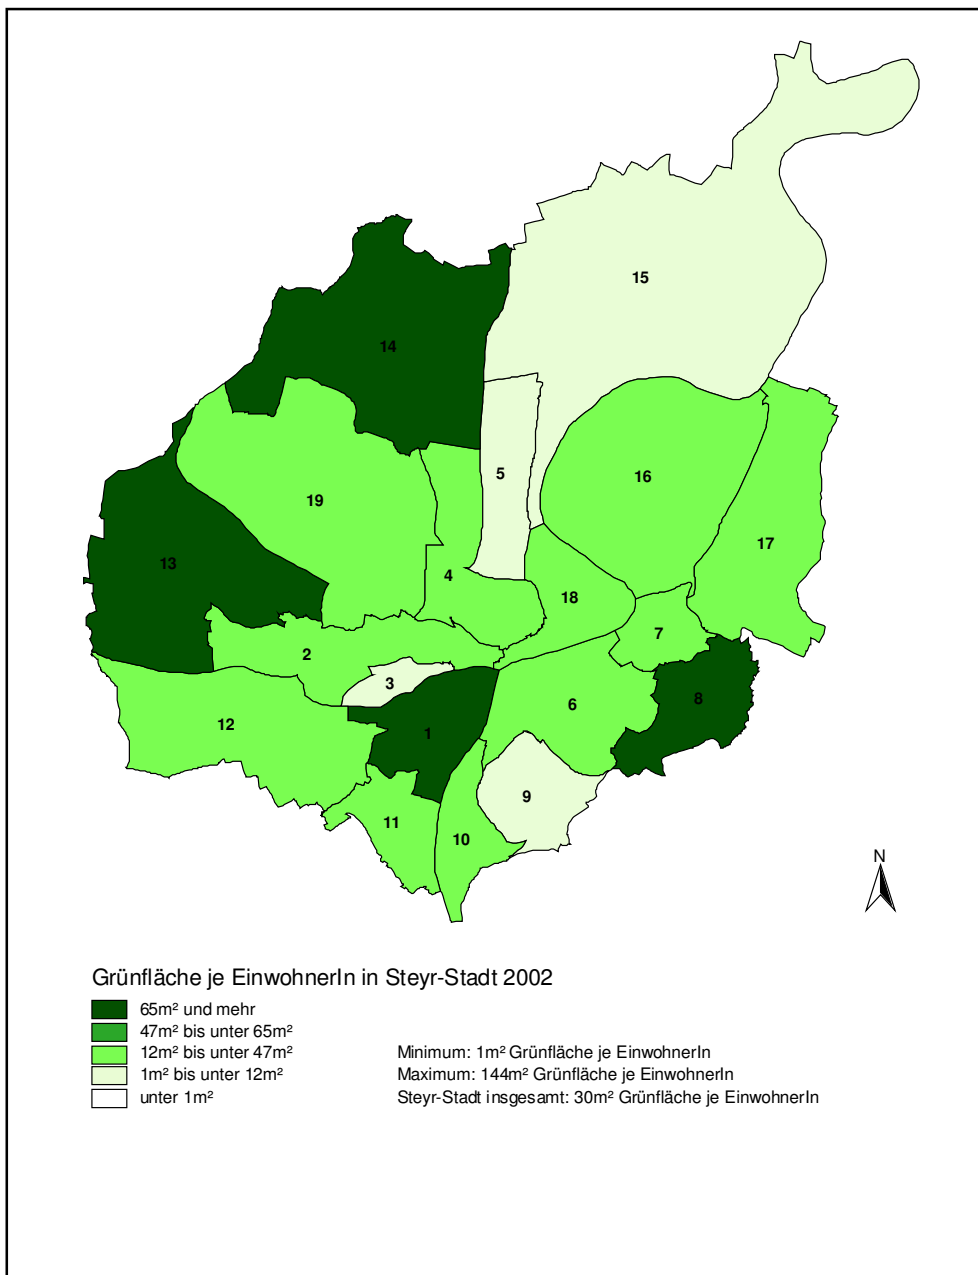 15
14
5
16
19
17
13
4
18
7
2
3
8
6
12
1
9
11
10
N
Grünfläche je EinwohnerIn in Steyr-Stadt 2002
65m² und mehr
47m² bis unter 65m²
12m² bis unter 47m²
Minimum: 1m² Grünfläche je EinwohnerIn
1m² bis unter 12m²
Maximum: 144m² Grünfläche je EinwohnerIn
unter 1m²
Steyr-Stadt insgesamt: 30m² Grünfläche je EinwohnerIn